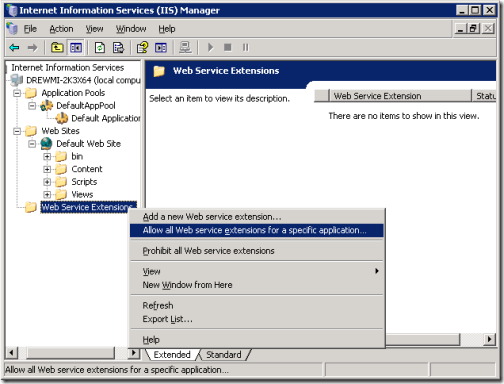 Internet Information Services (IIS) Manager
File Action View Window Help
Internet Information Services
DREWMI-2K3X64 (local compu
Application Pools
DefaultAppPool
Default Application
Web Sites
Default Web Site
bin
Content
Scripts
Views
Web Service Extensions
Web Service Extensions
Select an item to view its description.
Web Service Extension Statu
There are no items to show in this view.
Add a new Web service extension...
Allow all Web service extensions for a specific application...
Prohibit all Web service extensions
View
New Window from Here
Refresh
Export List...
Help
Extended Standard
Allow all Web service extensions for a specific application...